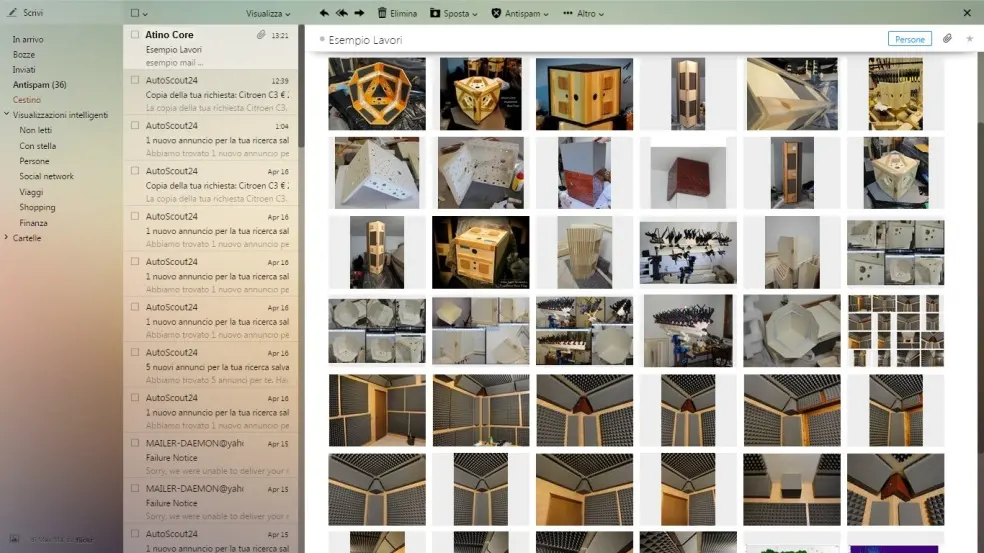 Scrivi
Visualizza
Elimina
Sposta
Antispam
Altro
In arrivo
Bozze
Inviati
Antispam (36)
Cestino
Visualizzazioni intelligenti
Non letti
Con stella
Persone
Social network
Viaggi
Shopping
Finanza
Cartelle
flickr
Atino Core
13:21
Esempio Lavori
esempio mail ...
AutoScout24
12:39
Copia della tua richiesta: Citroen C3 €
La copia della tua richiesta Citroen C3.
AutoScout24
1:04
1 nuovo annuncio per la tua ricerca sal
Abbiamo trovato 1 nuovo annuncio pe
AutoScout24
Apr 16
Copia della tua richiesta: Citroen C3 €
La copia della tua richiesta Citroen C3.
AutoScout24
Apr 16
1 nuovo annuncio per la tua ricerca sal
Abbiamo trovato 1 nuovo annuncio pe
AutoScout24
Apr 16
1 nuovo annuncio per la tua ricerca sal
Abbiamo trovato 1 nuovo annuncio pe
AutoScout24
Apr 16
1 nuovo annuncio per la tua ricerca sal
Abbiamo trovato 1 nuovo annuncio pe
AutoScout24
Apr 16
5 nuovi annunci per la tua ricerca salva
Abbiamo trovato 5 annunci per te.
AutoScout24
Apr 16
1 nuovo annuncio per la tua ricerca sal
Abbiamo trovato 1 nuovo annuncio pe
MAILER-DAEMON@yaho
Apr 15
Failure Notice
Sorry, we were unable to deliver your
MAILER-DAEMON@yaho
Apr 15
Failure Notice
Sorry, we were unable to deliver your
AutoScout24
Apr 15
1 nuovo annuncio per la tua ricerca sal
Esempio Lavori
Persone